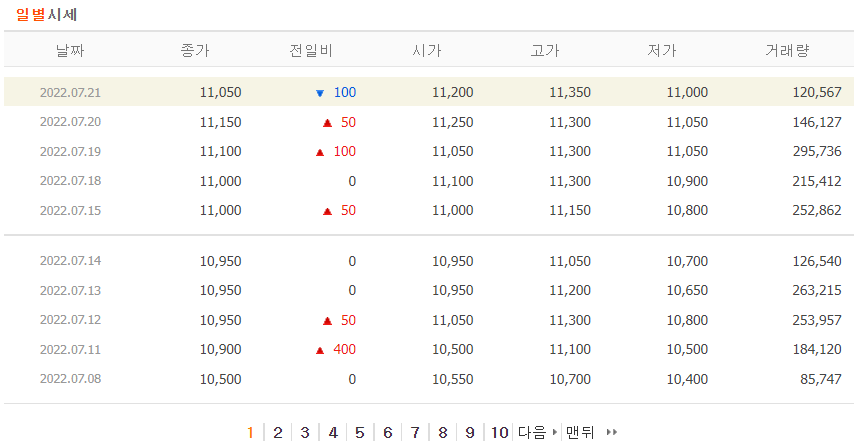 일별시세
날짜 종가 전일비 시가 고가 저가 거래량
2022.07.21 11,050 ▼ 100 11,200 11,350 11,000 120,567
2022.07.20 11,150 ▲ 50 11,250 11,300 11,050 146,127
2022.07.19 11,100 ▲ 100 11,050 11,300 11,050 295,736
2022.07.18 11,000 0 11,100 11,300 10,900 215,412
2022.07.15 11,000 ▲ 50 11,000 11,150 10,800 252,862
2022.07.14 10,950 0 10,950 11,050 10,700 126,540
2022.07.13 10,950 0 10,950 11,200 10,650 263,215
2022.07.12 10,950 ▲ 50 11,050 11,300 10,800 253,957
2022.07.11 10,900 ▲ 400 10,500 11,100 10,500 184,120
2022.07.08 10,500 0 10,550 10,700 10,400 85,747
1 2 3 4 5 6 7 8 9 10 다음 맨뒤